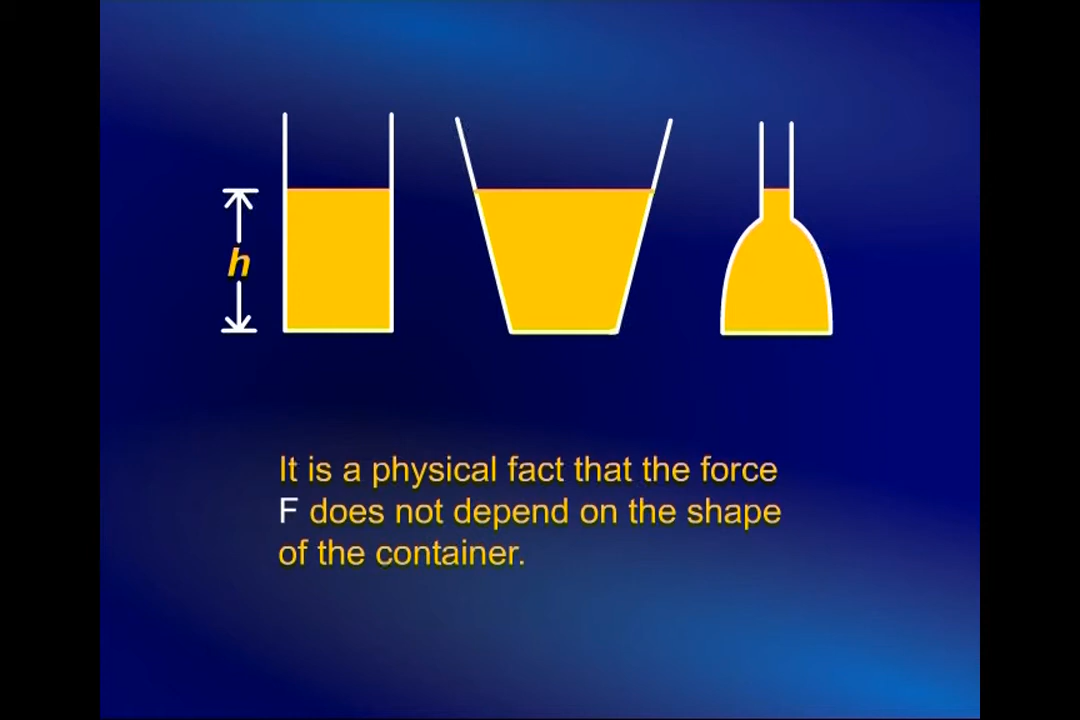 h
It is a physical fact that the force
F does not depend on the shape
of the container.